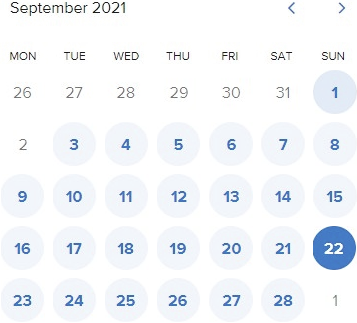 September 2021
MON TUE WED THU FRI SAT SUN
26 27 28 29 30 31 1
2 3 4 5 6 7 8
9 10 11 12 13 14 15
16 17 18 19 20 21 22
23 24 25 26 27 28 1